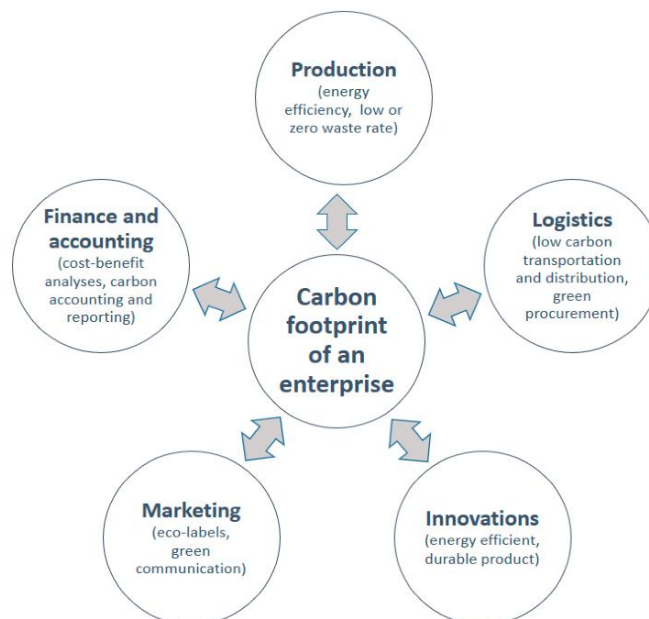 Production
(energy
efficiency, low or
zero waste rate)
Finance and
accounting
(cost-benefit
analyses, carbon
accounting and
reporting)
Logistics
(low carbon
transportation
and distribution,
green
procurement)
Carbon
footprint
of an
enterprise
Marketing
(eco-labels,
green
communication)
Innovations
(energy efficient,
durable product)